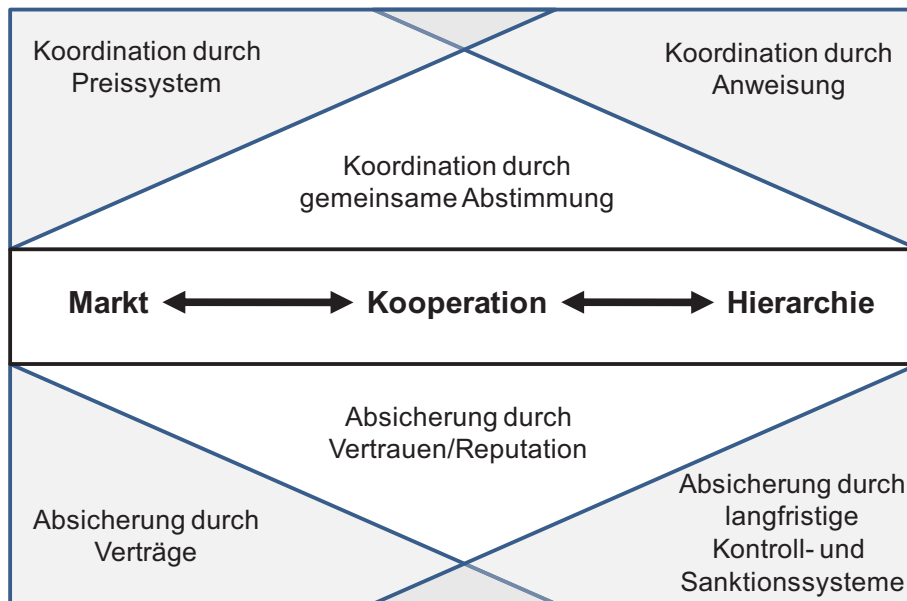 Koordination durch
Preissystem
Koordination durch
Anweisung
Koordination durch
gemeinsame Abstimmung
Markt
Kooperation
Hierarchie
Absicherung durch
Vertrauen/Reputation
Absicherung durch
Verträge
Absicherung durch
langfristige
Kontroll- und
Sanktionssysteme